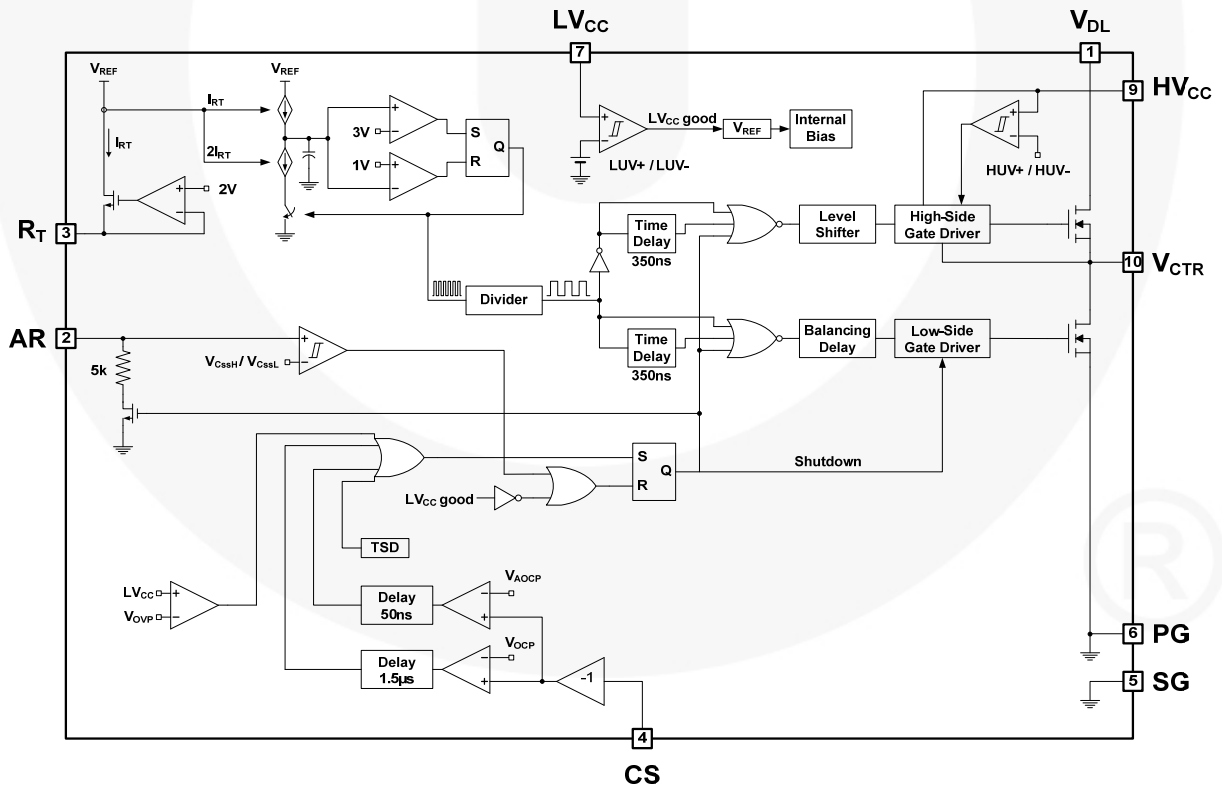 LVCC
VDL
7
1
VREF
VREF
9
HVCC
IRT
IRT
2IRT
+
3V
−
1V
+
−
S
R
Q
+
−
LVCC good
VREF
Internal
Bias
LUV+ / LUV-
+
−
HUV+ / HUV-
+
−
2V
RT
3
Time
Delay
350ns
Level
Shifter
High-Side
Gate Driver
10
VCTR
Divider
AR
2
5k
+
−
VCssH / VCssL
Time
Delay
350ns
Balancing
Delay
Low-Side
Gate Driver
S
R
Q
Shutdown
LVCC good
TSD
LVCC
+
VOVP
−
Delay
50ns
−
+
VAOCP
Delay
1.5µs
−
+
VOCP
-1
6
PG
5
SG
4
CS
®